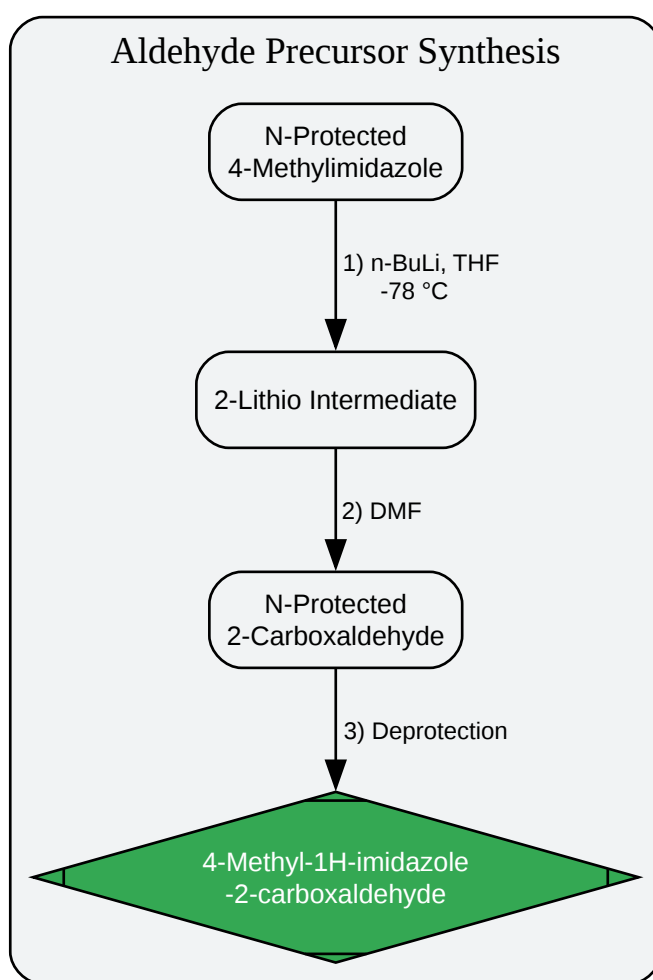 Aldehyde Precursor Synthesis
N-Protected
4-Methylimidazole
1) n-BuLi, THF
-78 °C
2-Lithio Intermediate
2) DMF
N-Protected
2-Carboxaldehyde
3) Deprotection
4-Methyl-1H-imidazole
-2-carboxaldehyde